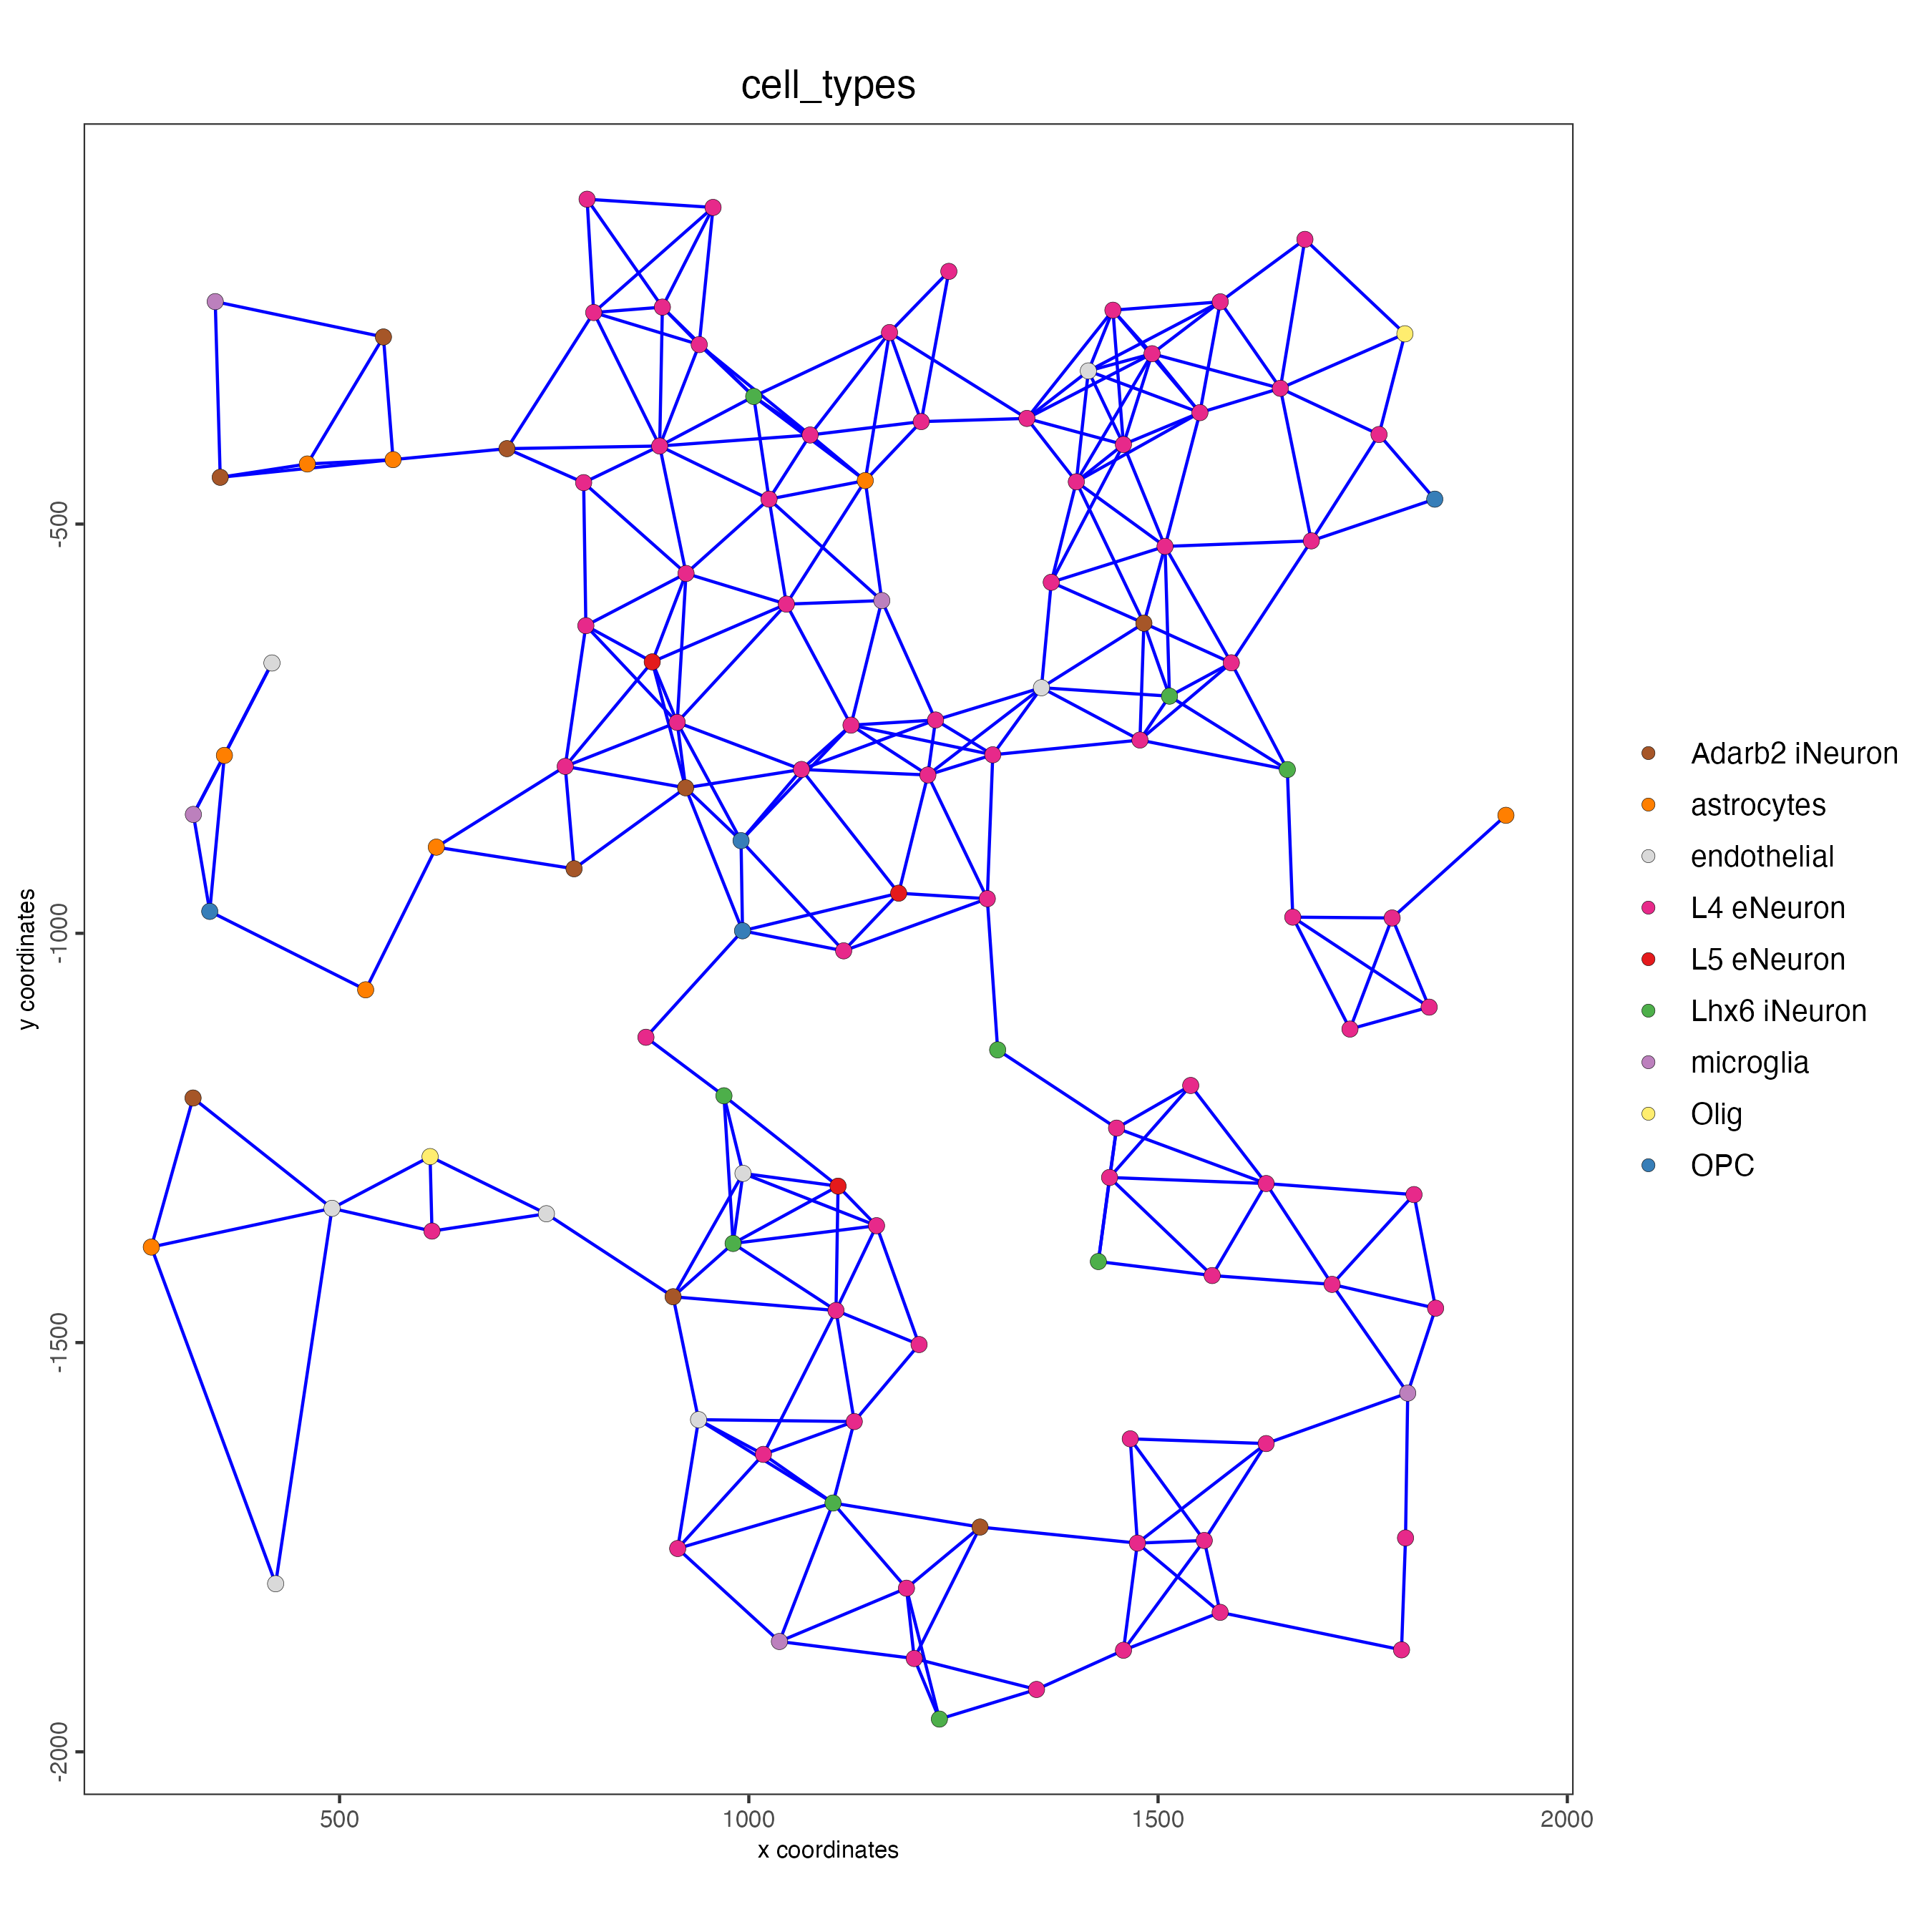 cell_types
y coordinates
-500
-1000
-1500
-2000
500
1000
1500
2000
x coordinates
Adarb2 iNeuron
astrocytes
endothelial
L4 eNeuron
L5 eNeuron
Lhx6 iNeuron
microglia
Olig
OPC